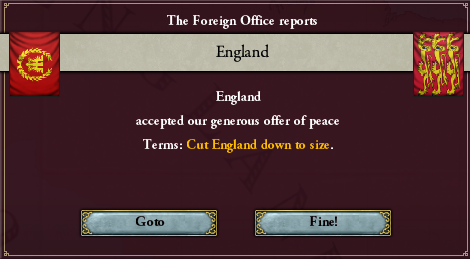 The Foreign Office reports
England
England
accepted our generous offer of peace
Terms: Cut England down to size.
Goto
Fine!